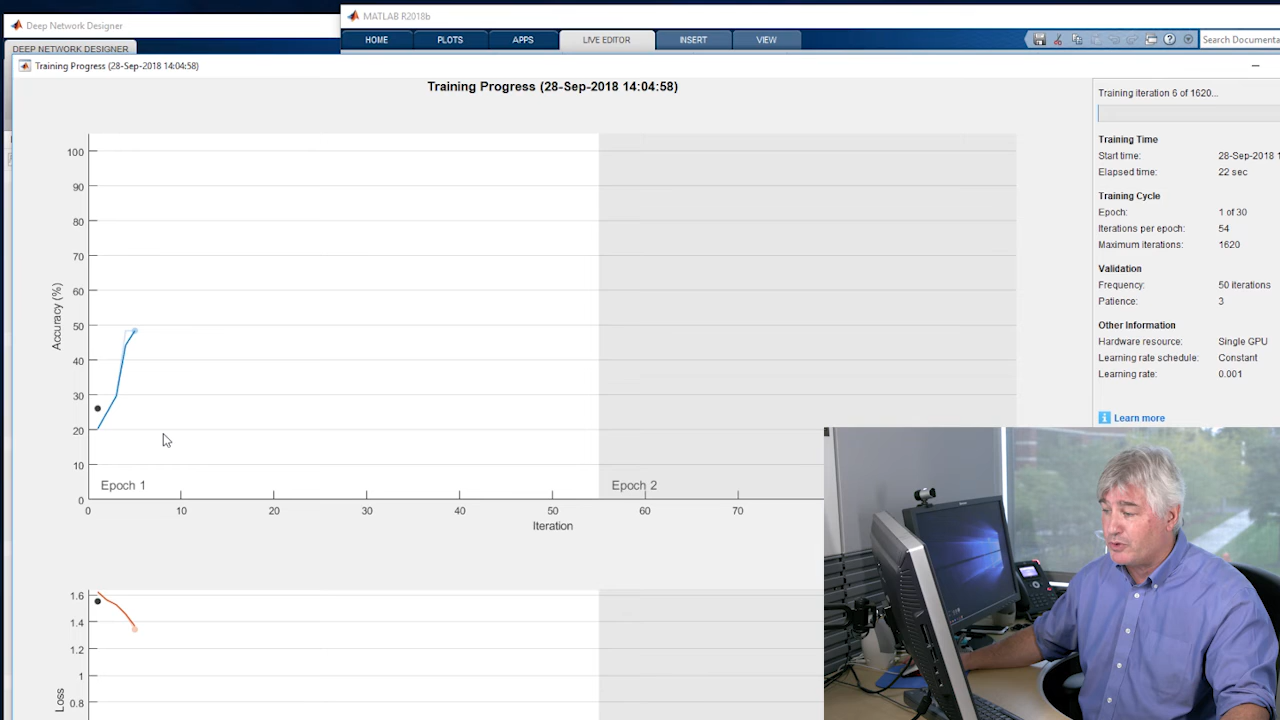 Deep Network Designer
MATLAB R2018b
DEEP NETWORK DESIGNER
HOME PLOTS APPS LIVE EDITOR INSERT VIEW
Search
Training Progress (28-Sep-2018 14:04:58)
Training Progress (28-Sep-2018 14:04:58)
Training iteration 6 of 1620...
Training Time
Start time: 28-Sep-2018
Elapsed time: 22 sec
Training Cycle
Epoch: 1 of 30
Iterations per epoch: 54
Maximum iterations: 1620
Validation
Frequency: 50 iterations
Patience: 3
Other Information
Hardware resource: Single GPU
Learning rate schedule: Constant
Learning rate: 0.001
Learn more
Accuracy (%)
100
90
80
70
60
50
40
30
20
10
0
Epoch 1 Epoch 2
0 10 20 30 40 50 60 70
Iteration
Loss
1.6
1.4
1.2
1
0.8